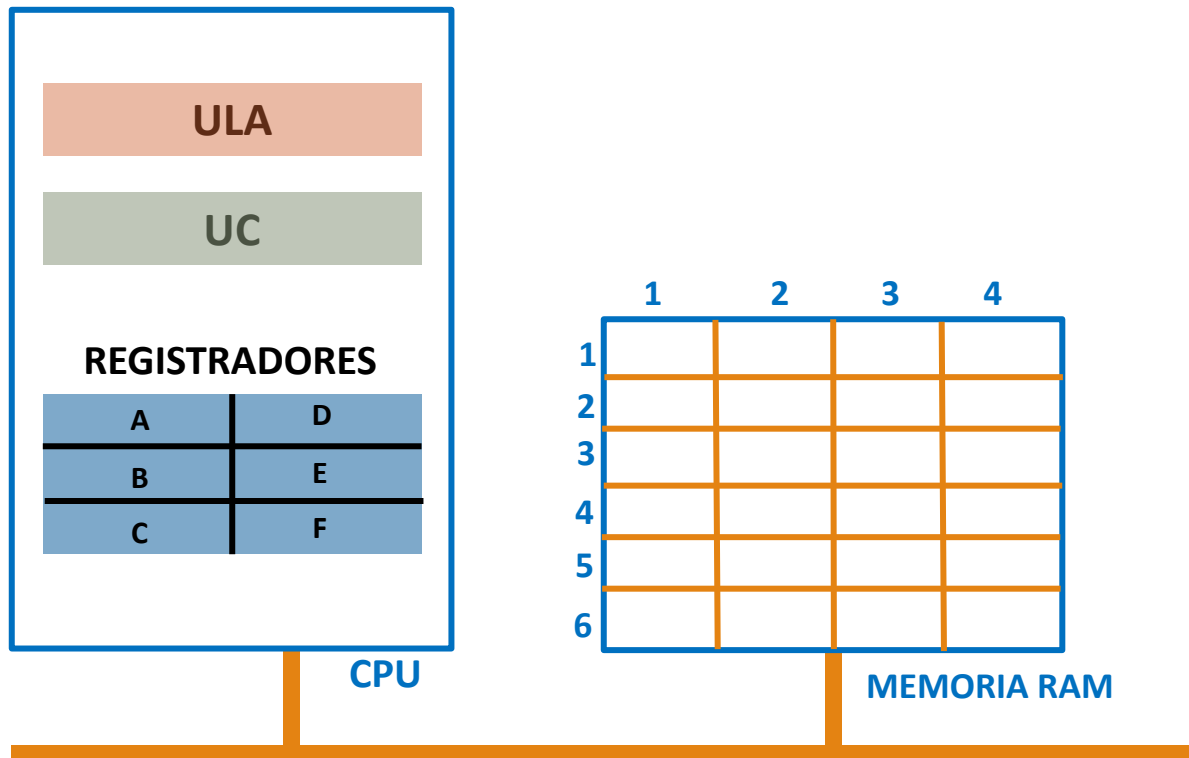 ULA
UC
REGISTRADORES
A D
B E
C F
CPU
1 2 3 4
1
2
3
4
5
6
MEMORIA RAM